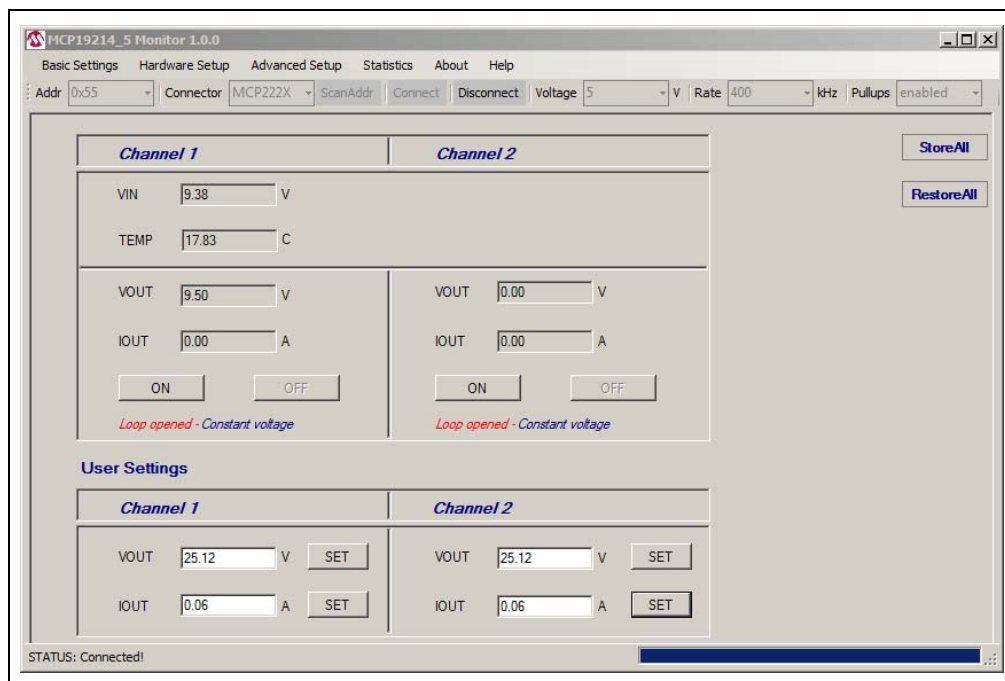 MCP19214_5 Monitor 1.0.0
Basic Settings Hardware Setup Advanced Setup Statistics About Help
Addr 0x55 Connector MCP222X ScanAddr Connect Disconnect Voltage 5 V Rate 400 kHz Pullups enabled
Channel 1 Channel 2 StoreAll
VIN 9.38 V RestoreAll
TEMP 17.83 C
VOUT 9.50 V VOUT 0.00 V
IOUT 0.00 A IOUT 0.00 A
ON OFF ON OFF
Loop opened - Constant voltage Loop opened - Constant voltage
User Settings
Channel 1 Channel 2
VOUT 25.12 V SET VOUT 25.12 V SET
IOUT 0.06 A SET IOUT 0.06 A SET
STATUS: Connected!